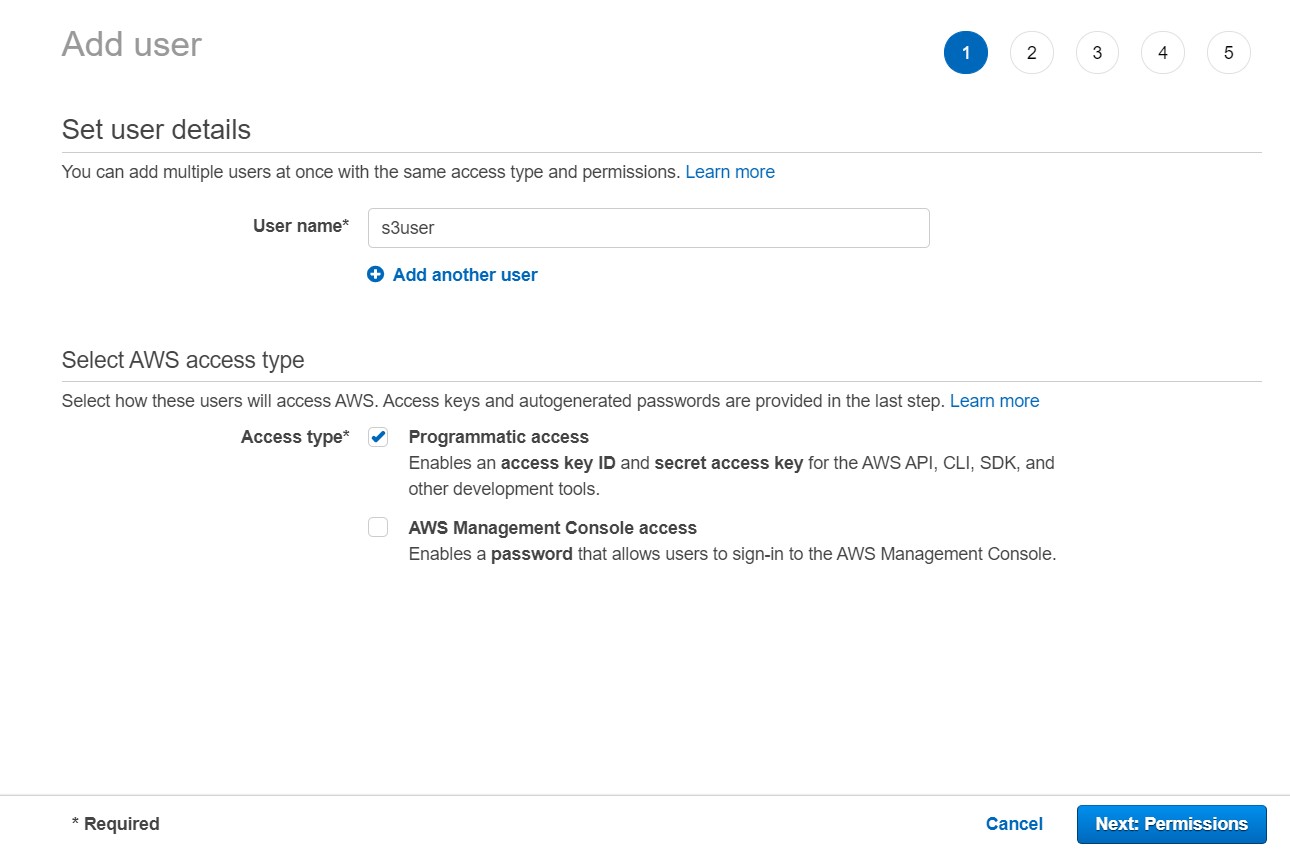 Add user
1 2 3 4 5
Set user details
You can add multiple users at once with the same access type and permissions. Learn more
User name* s3user
Add another user
Select AWS access type
Select how these users will access AWS. Access keys and autogenerated passwords are provided in the last step. Learn more
Access type* Programmatic access
Enables an access key ID and secret access key for the AWS API, CLI, SDK, and
other development tools.
AWS Management Console access
Enables a password that allows users to sign-in to the AWS Management Console.
* Required Cancel Next: Permissions